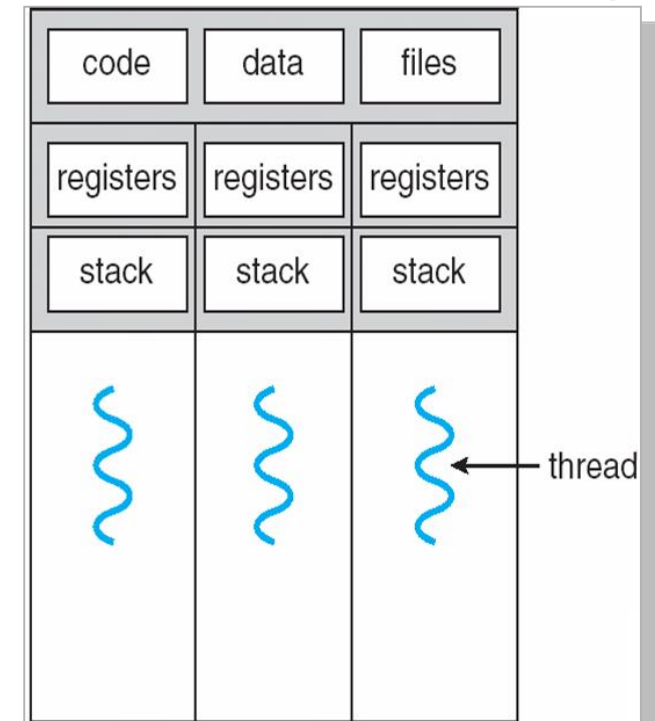 code data files
registers registers registers
stack stack stack
thread